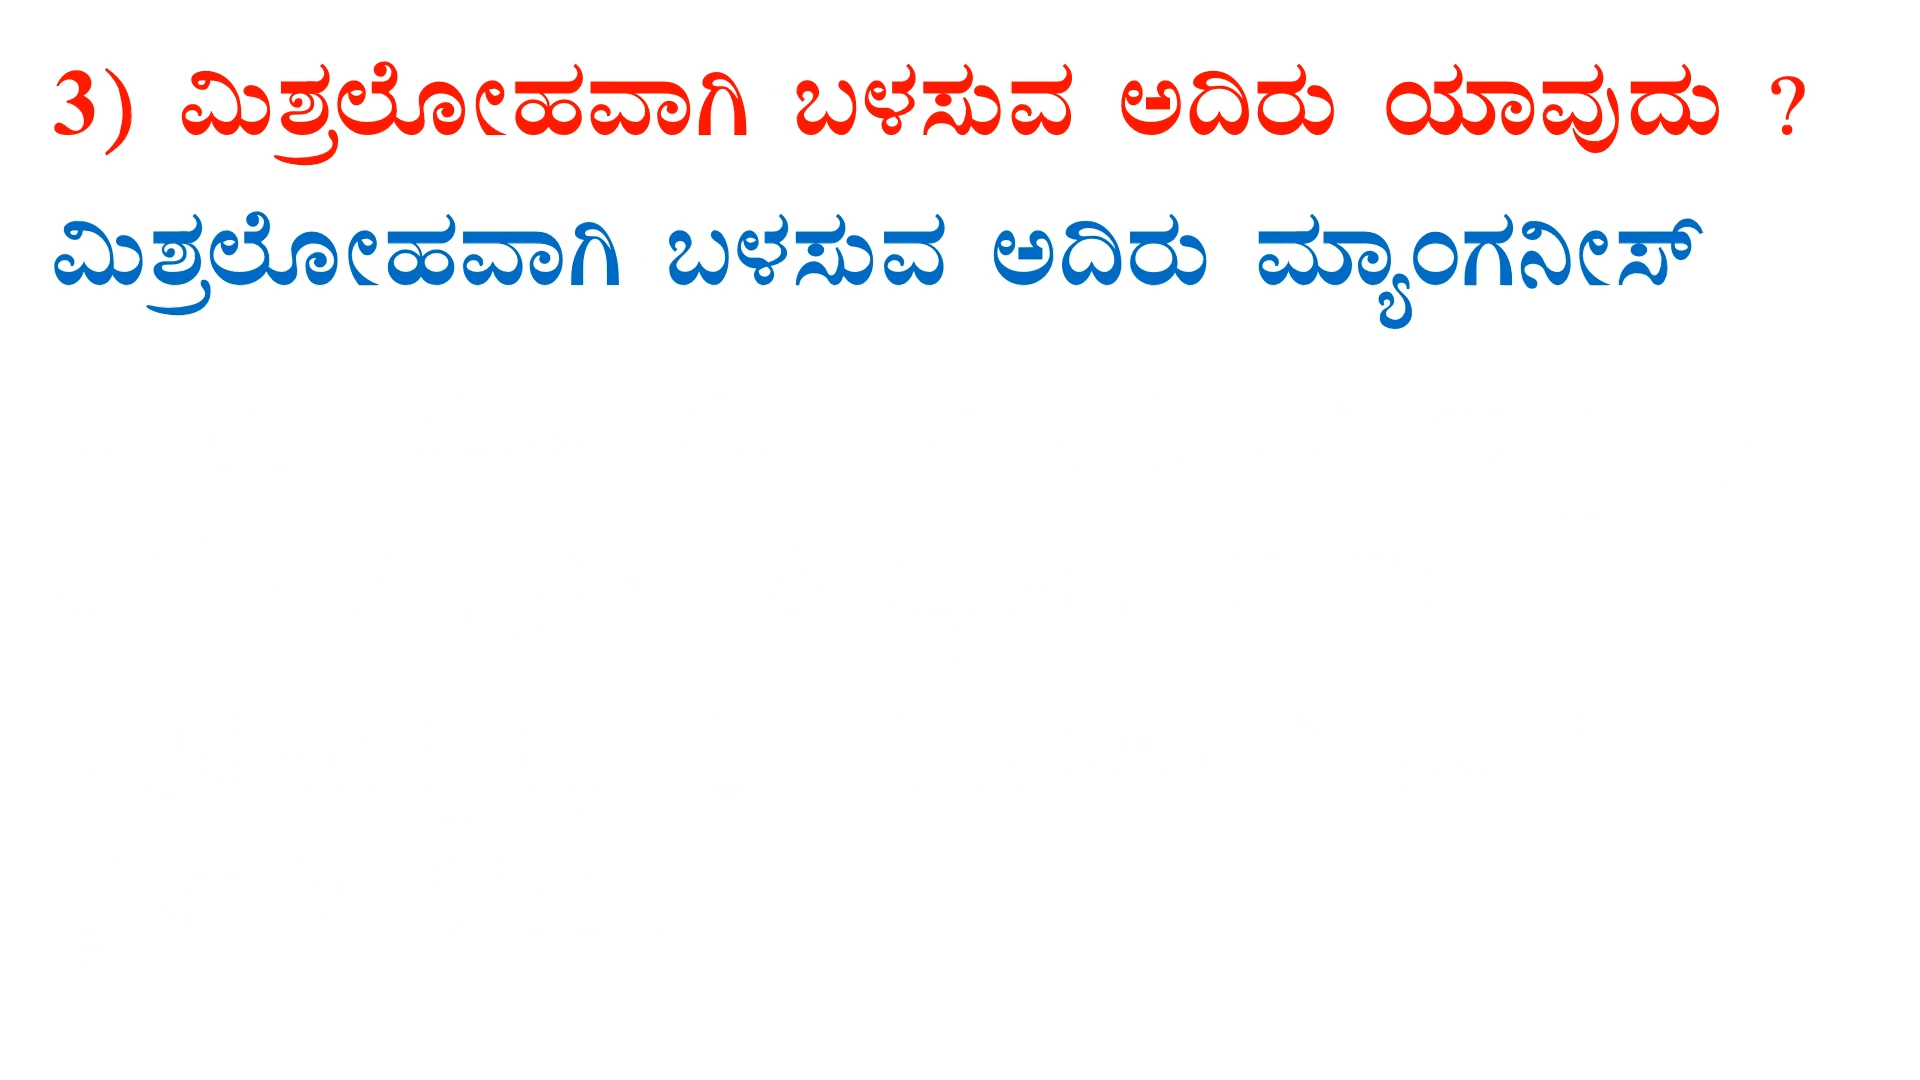 3) ಮಿಶ್ರಲೋಹವಾಗಿ ಬಳಸುವ ಅದಿರು ಯಾವುದು ?
ಮಿಶ್ರಲೋಹವಾಗಿ ಬಳಸುವ ಅದಿರು ಮ್ಯಾಂಗನೀಸ್